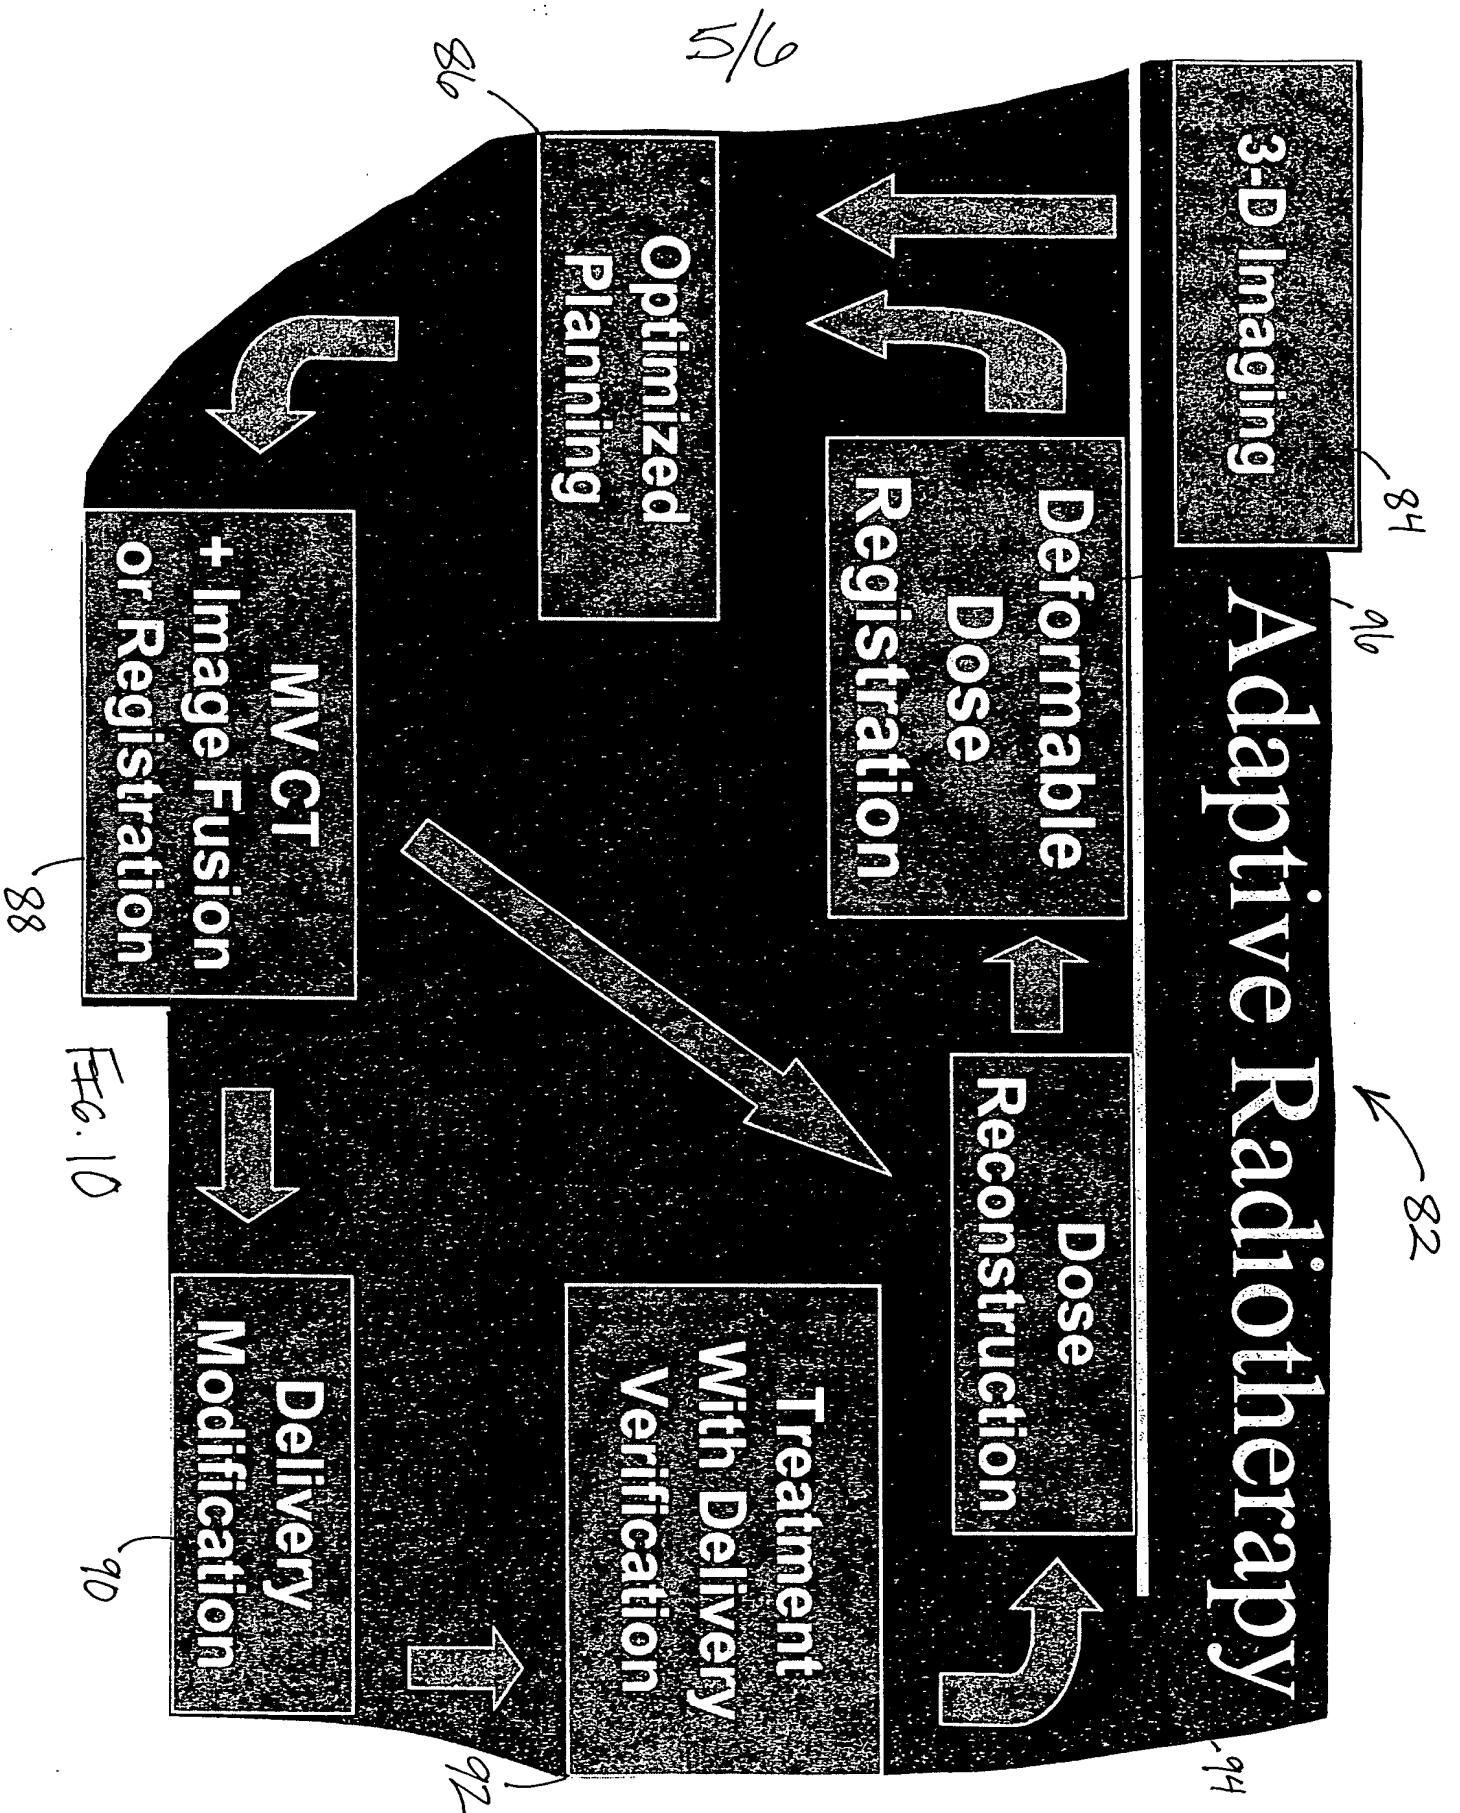 5/6
82
Adaptive Radiotherapy
3-D Imaging
84
96
94
Deformable
Dose
Registration
Dose
Reconstruction
86
Optimized
Planning
Treatment
With Delivery
Verification
92
MV CT
+ Image Fusion
or Registration
88
Delivery
Modification
90
FIG. 10